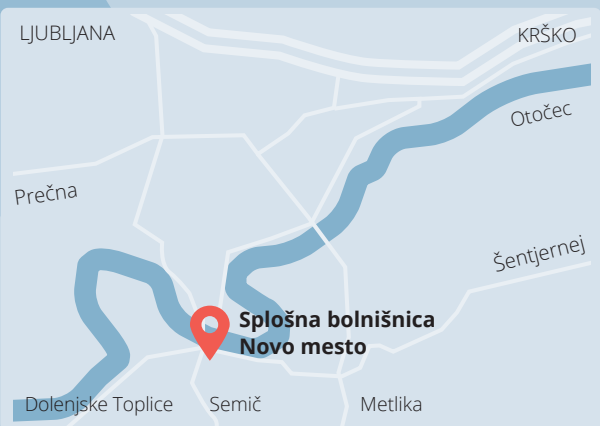 LJUBLJANA
KRŠKO
Otočec
Prečna
Šentjernej
Splošna bolnišnica
Novo mesto
Dolenjske Toplice
Semič
Metlika